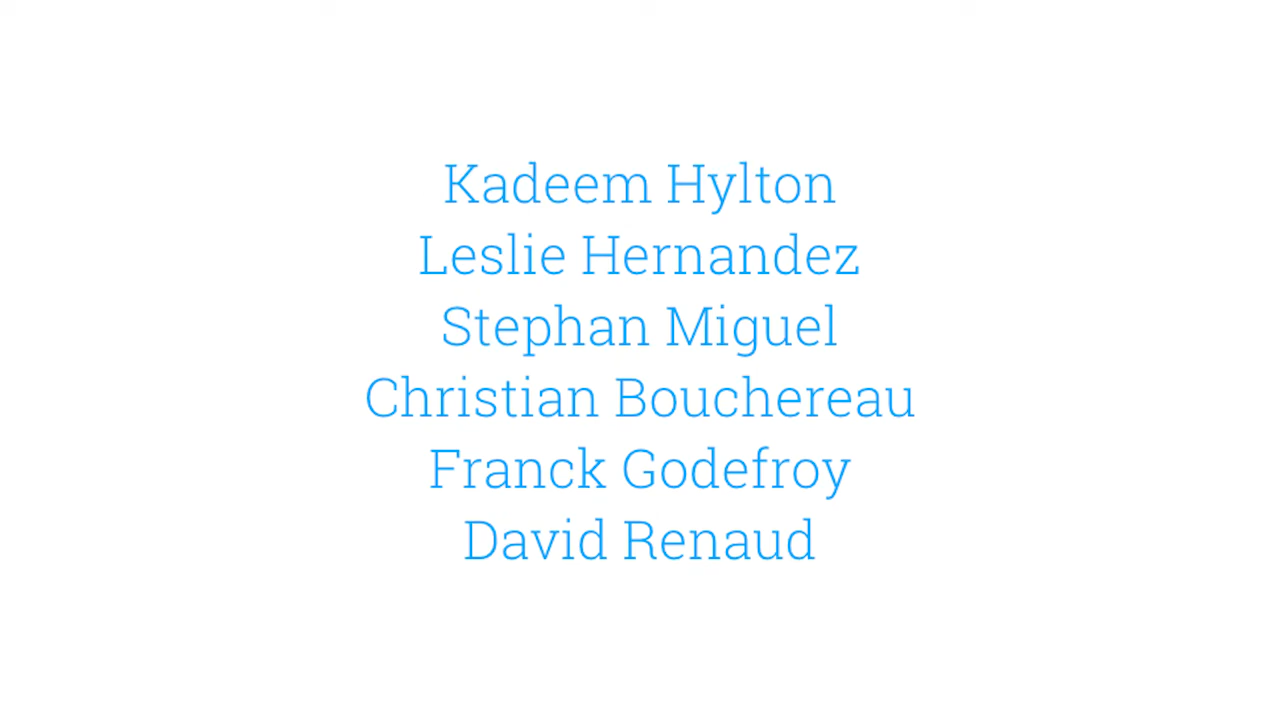 Kadeem Hylton
Leslie Hernandez
Stephan Miguel
Christian Bouchereau
Franck Godefroy
David Renaud